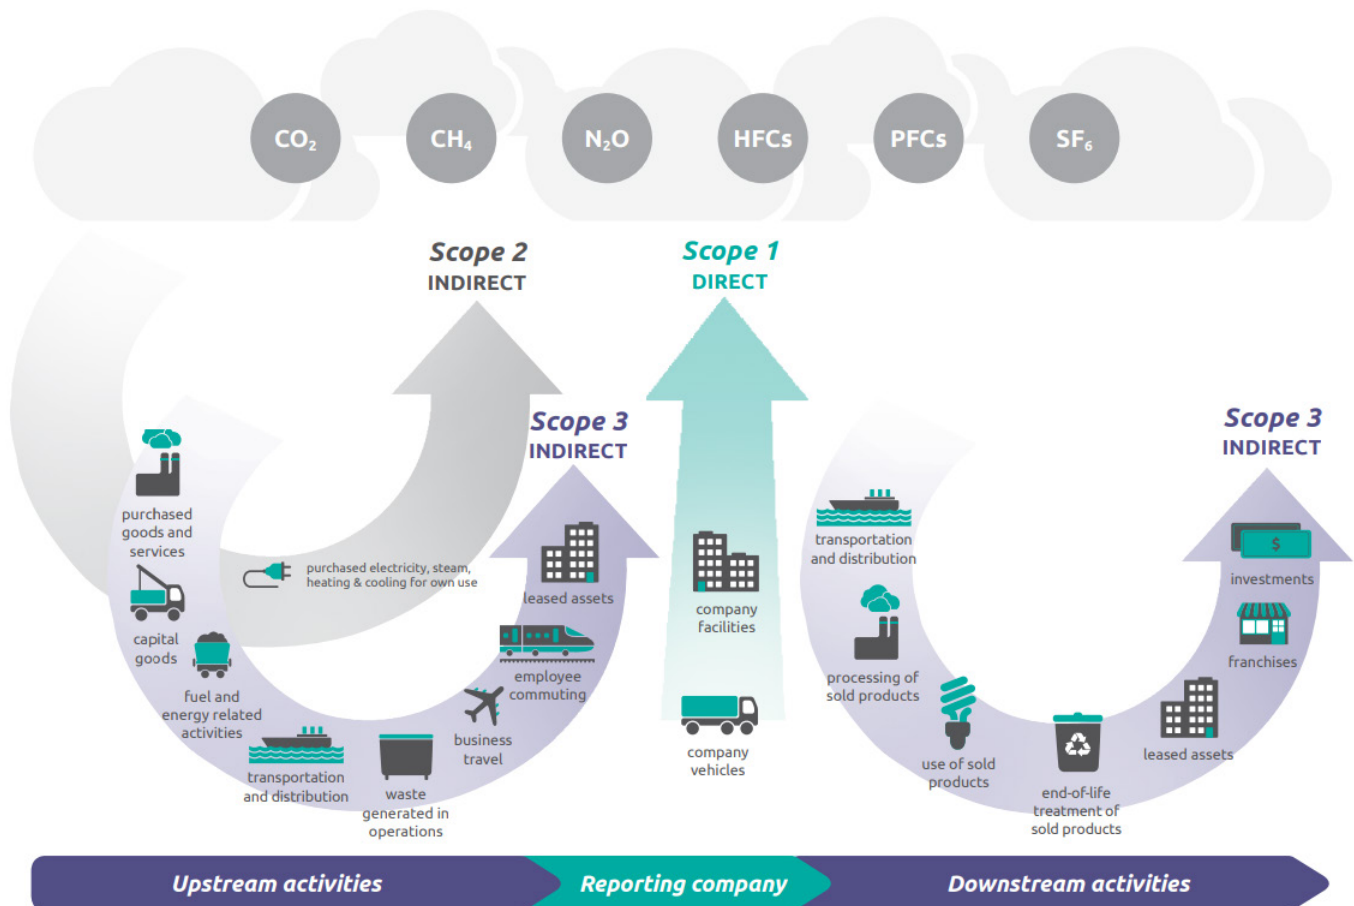 CO₂
CH₄
N₂O
HFCs
PFCs
SF₆
Scope 2
INDIRECT
Scope 1
DIRECT
Scope 3
INDIRECT
Scope 3
INDIRECT
purchased
goods and
services
capital
goods
fuel and
energy related
activities
transportation
and distribution
waste
generated in
operations
business
travel
employee
commuting
leased assets
purchased electricity, steam,
heating & cooling for own use
company
facilities
company
vehicles
transportation
and distribution
processing of
sold products
use of sold
products
end-of-life
treatment of
sold products
leased assets
franchises
investments
$
Upstream activities
Reporting company
Downstream activities